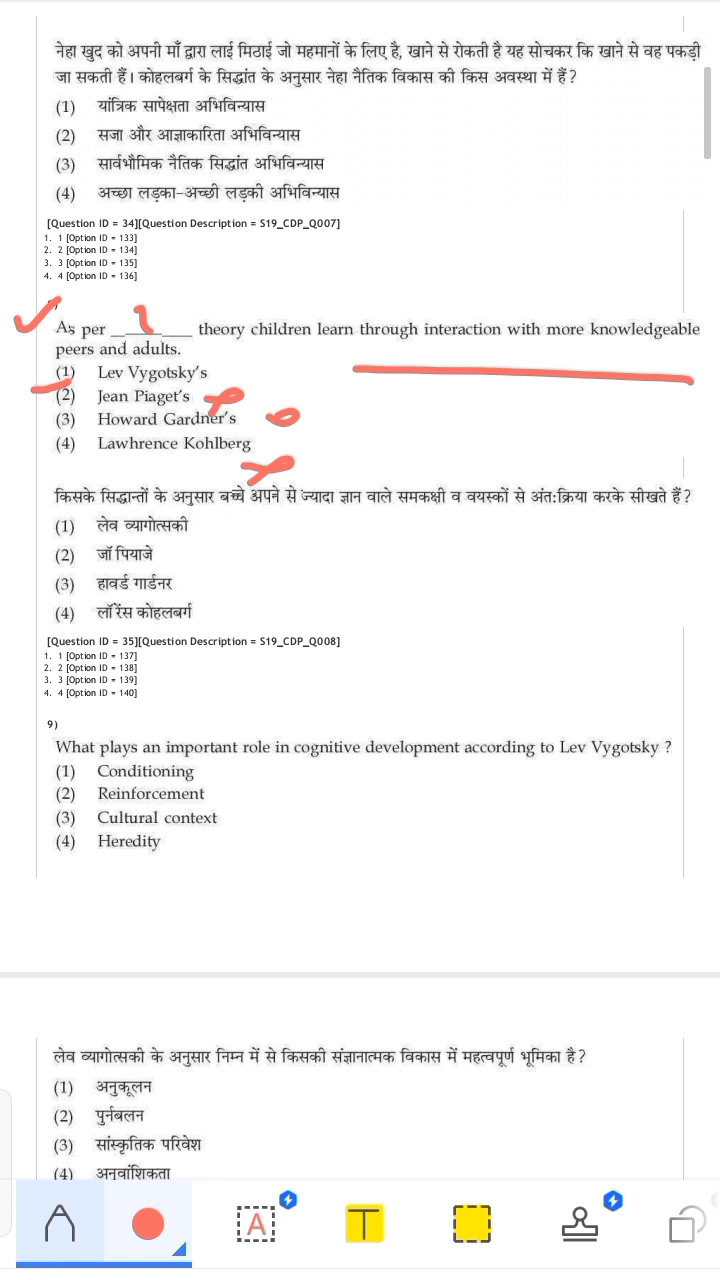 नेहा खुद को अपनी माँ द्वारा लाई मिठाई जो महमानों के लिए है, खाने से रोकती है यह सोचकर कि खाने से वह पकड़ी
जा सकती हैं। कोहलबर्ग के सिद्धांत के अनुसार नेहा नैतिक विकास की किस अवस्था में हैं?
(1) यांत्रिक सापेक्षता अभिविन्यास
(2) सजा और आज्ञाकारिता अभिविन्यास
(3) सार्वभौमिक नैतिक सिद्धांत अभिविन्यास
(4) अच्छा लड़का-अच्छी लड़की अभिविन्यास
[Question ID = 34][Question Description = S19_CDP_Q007]
1. 1 [Option ID = 133]
2. 2 [Option ID = 134]
3. 3 [Option ID = 135]
4. 4 [Option ID = 136]
As per ________ theory children learn through interaction with more knowledgeable
peers and adults.
(1) Lev Vygotsky's
(2) Jean Piaget's
(3) Howard Gardner's
(4) Lawhrence Kohlberg
किसके सिद्धान्तों के अनुसार बच्चे अपने से ज्यादा ज्ञान वाले समकक्षी व वयस्कों से अंत:क्रिया करके सीखते हैं?
(1) लेव व्यागोत्सकी
(2) जॉ पियाजे
(3) हावर्ड गार्डनर
(4) लॉरेंस कोहलबर्ग
[Question ID = 35][Question Description = S19_CDP_Q008]
1. 1 [Option ID = 137]
2. 2 [Option ID = 138]
3. 3 [Option ID = 139]
4. 4 [Option ID = 140]
9)
What plays an important role in cognitive development according to Lev Vygotsky ?
(1) Conditioning
(2) Reinforcement
(3) Cultural context
(4) Heredity
लेव व्यागोत्सकी के अनुसार निम्न में से किसकी संज्ञानात्मक विकास में महत्वपूर्ण भूमिका है?
(1) अनुकूलन
(2) पुर्नबलन
(3) सांस्कृतिक परिवेश
(4) अनुवांशिकता
A
T